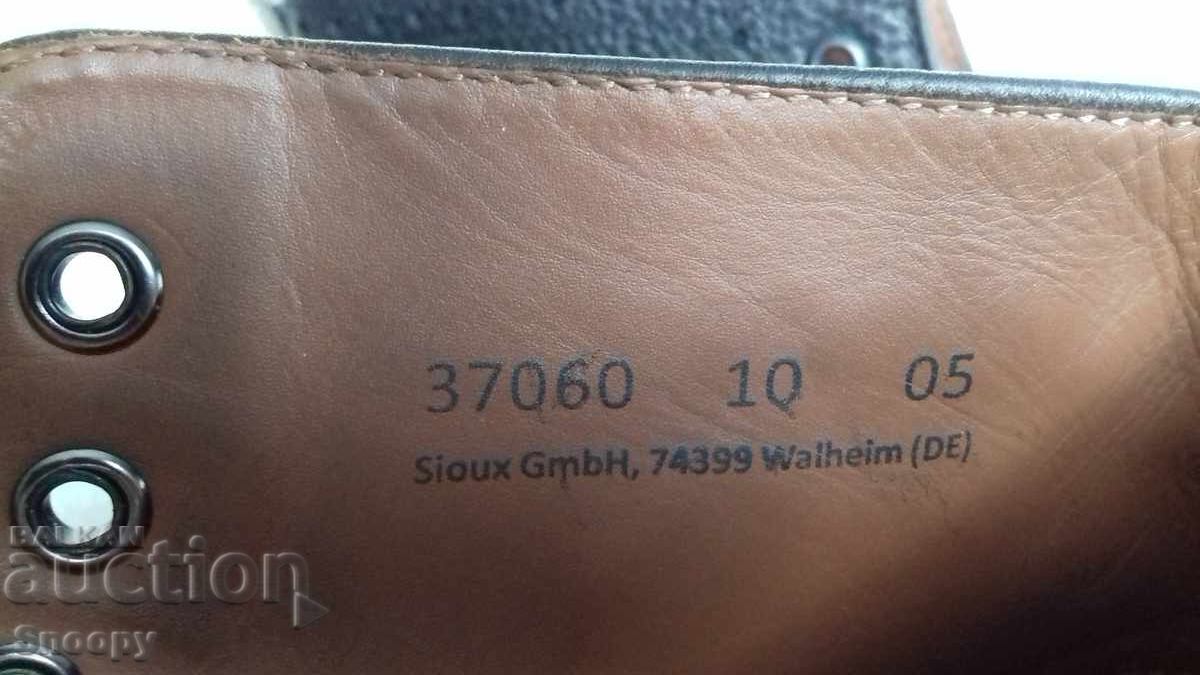 37060 10 05
Sioux GmbH, 74399 Walheim (DE)
BALKAN
auction
Snoopy